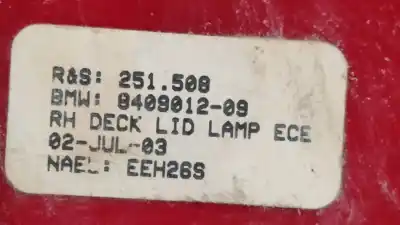 R&S: 251.508
BMW: 8409012-09
RH DECK LID LAMP ECE
02-JUL-03
NAEL: EEH26S